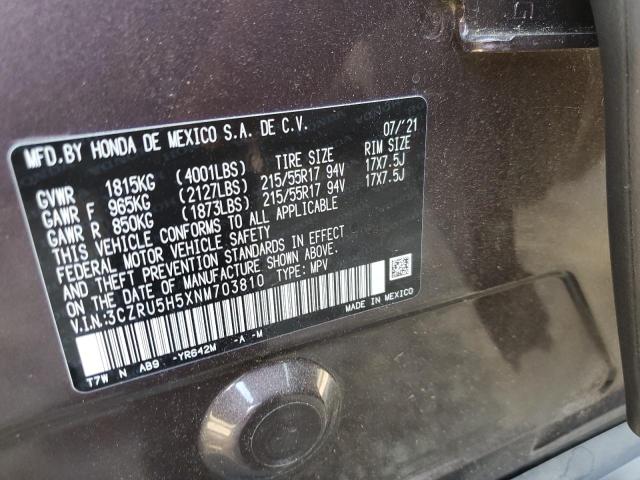 MFD.BY HONDA DE MEXICO S.A. DE C.V. 07/'21
TIRE SIZE RIM SIZE
GVWR 1815KG (4001LBS)
GAWR F 965KG (2127LBS) 215/55R17 94V 17X7.5J
GAWR R 850KG (1873LBS) 215/55R17 94V 17X7.5J
THIS VEHICLE CONFORMS TO ALL APPLICABLE
FEDERAL MOTOR VEHICLE SAFETY
AND THEFT PREVENTION STANDARDS IN EFFECT
ON THE DATE OF MANUFACTURE SHOWN ABOVE.
V.I.N:3CZRU5H5XNM703810 TYPE: MPV
T7W N AB9 -YR642M -A -M